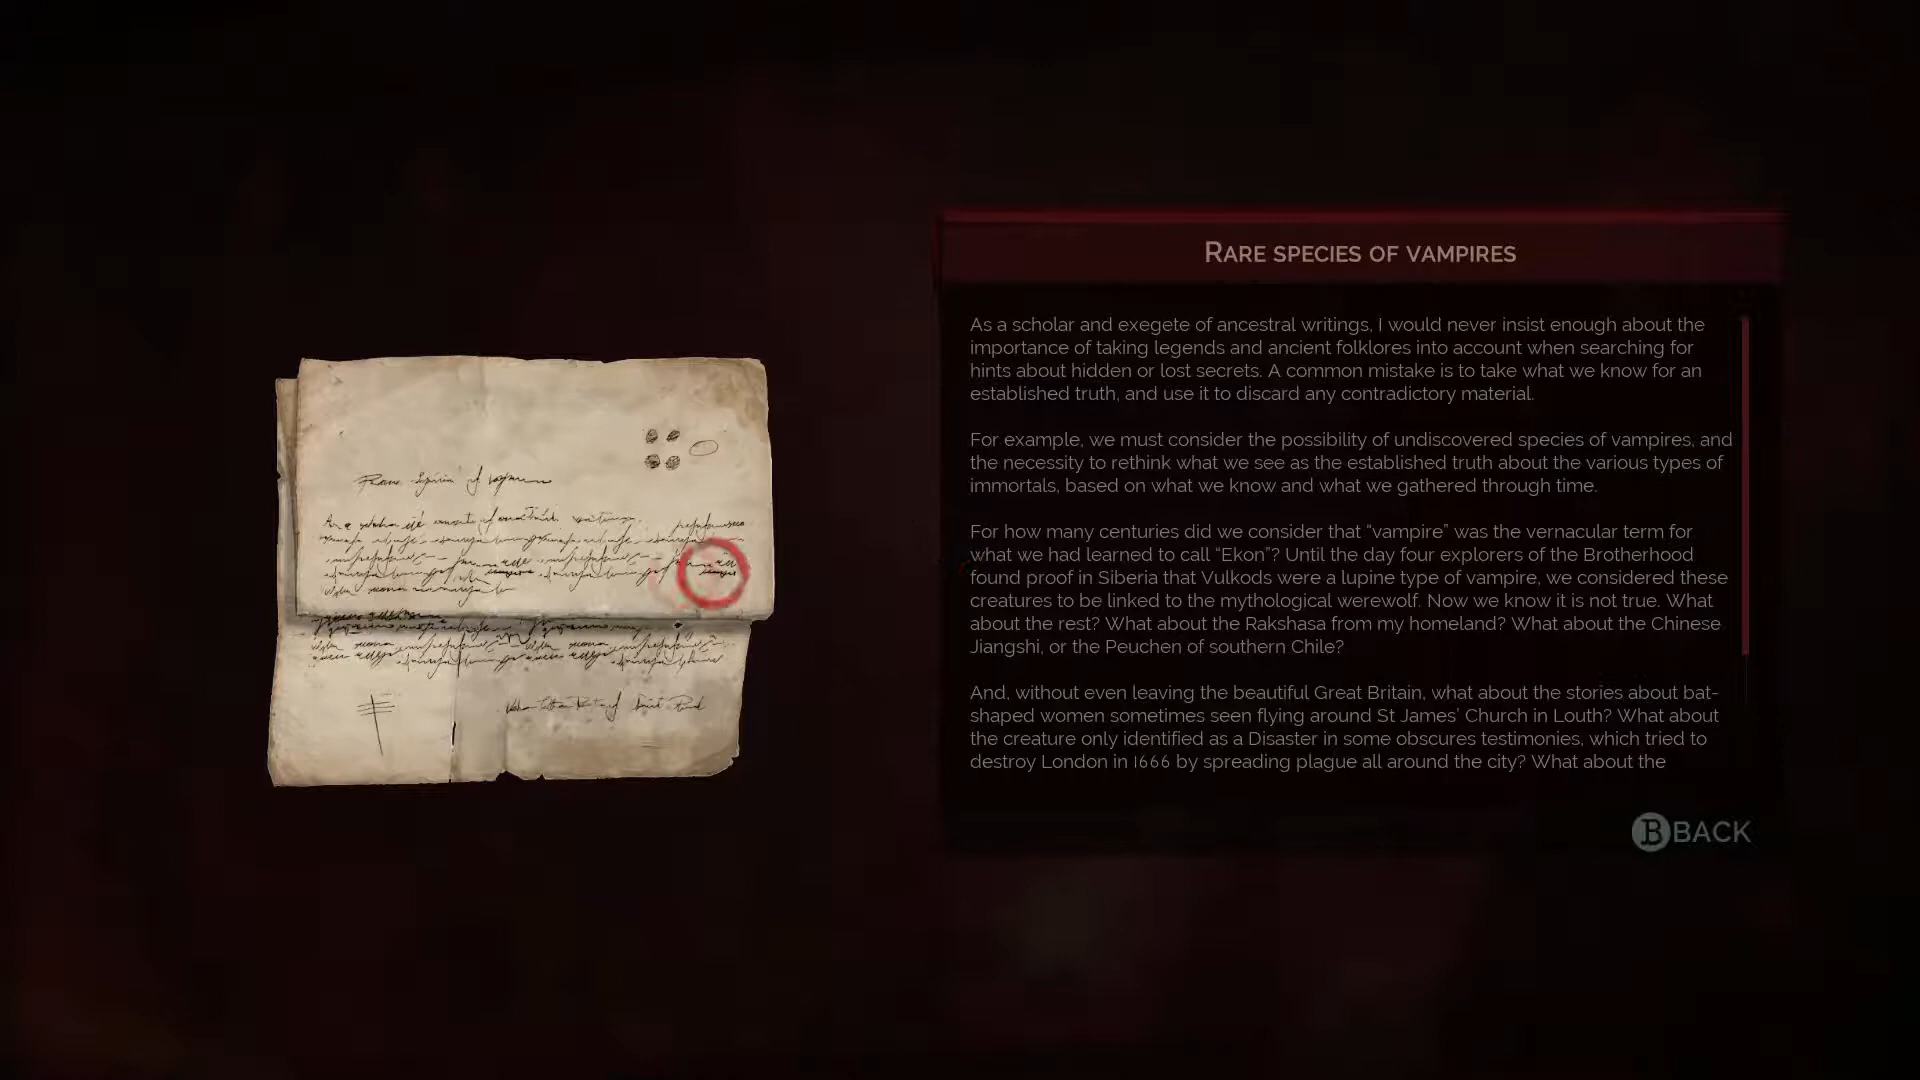 RARE SPECIES OF VAMPIRES
As a scholar and exegete of ancestral writings, I would never insist enough about the
importance of taking legends and ancient folklores into account when searching for
hints about hidden or lost secrets. A common mistake is to take what we know for an
established truth, and use it to discard any contradictory material.
For example, we must consider the possibility of undiscovered species of vampires, and
the necessity to rethink what we see as the established truth about the various types of
immortals, based on what we know and what we gathered through time.
For how many centuries did we consider that “vampire” was the vernacular term for
what we had learned to call “Ekon”? Until the day four explorers of the Brotherhood
found proof in Siberia that Vulkods were a lupine type of vampire, we considered these
creatures to be linked to the mythological werewolf. Now we know it is not true. What
about the rest? What about the Rakshasa from my homeland? What about the Chinese
Jiangshi, or the Peuchen of southern Chile?
And, without even leaving the beautiful Great Britain, what about the stories about bat-
shaped women sometimes seen flying around St James’ Church in Louth? What about
the creature only identified as a Disaster in some obscures testimonies, which tried to
destroy London in 1666 by spreading plague all around the city? What about the
B BACK